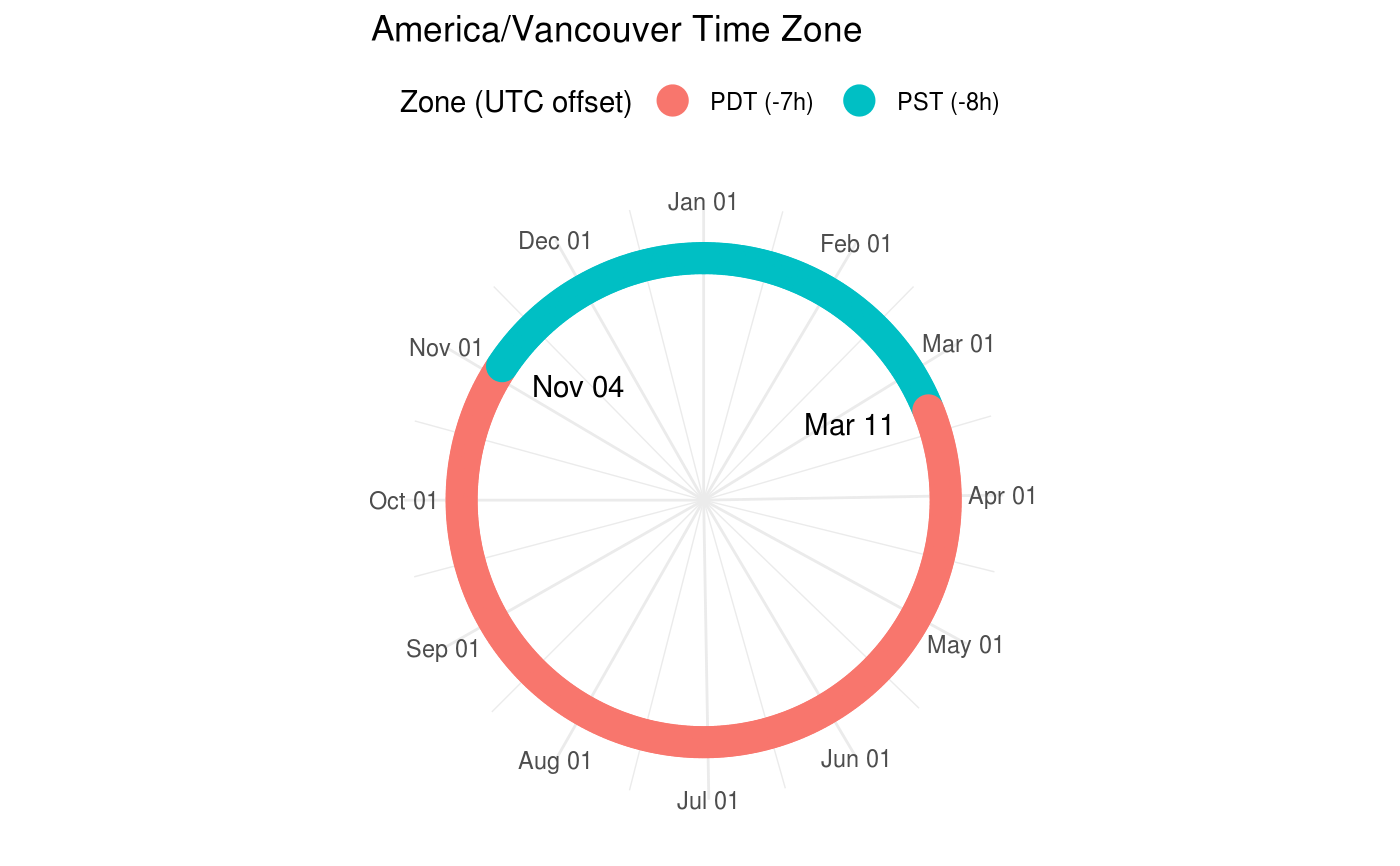 America/Vancouver Time Zone
Zone (UTC offset) PDT (-7h) PST (-8h)
Jan 01
Dec 01
Feb 01
Nov 01
Mar 01
Nov 04
Mar 11
Oct 01
Apr 01
Sep 01
May 01
Aug 01
Jun 01
Jul 01